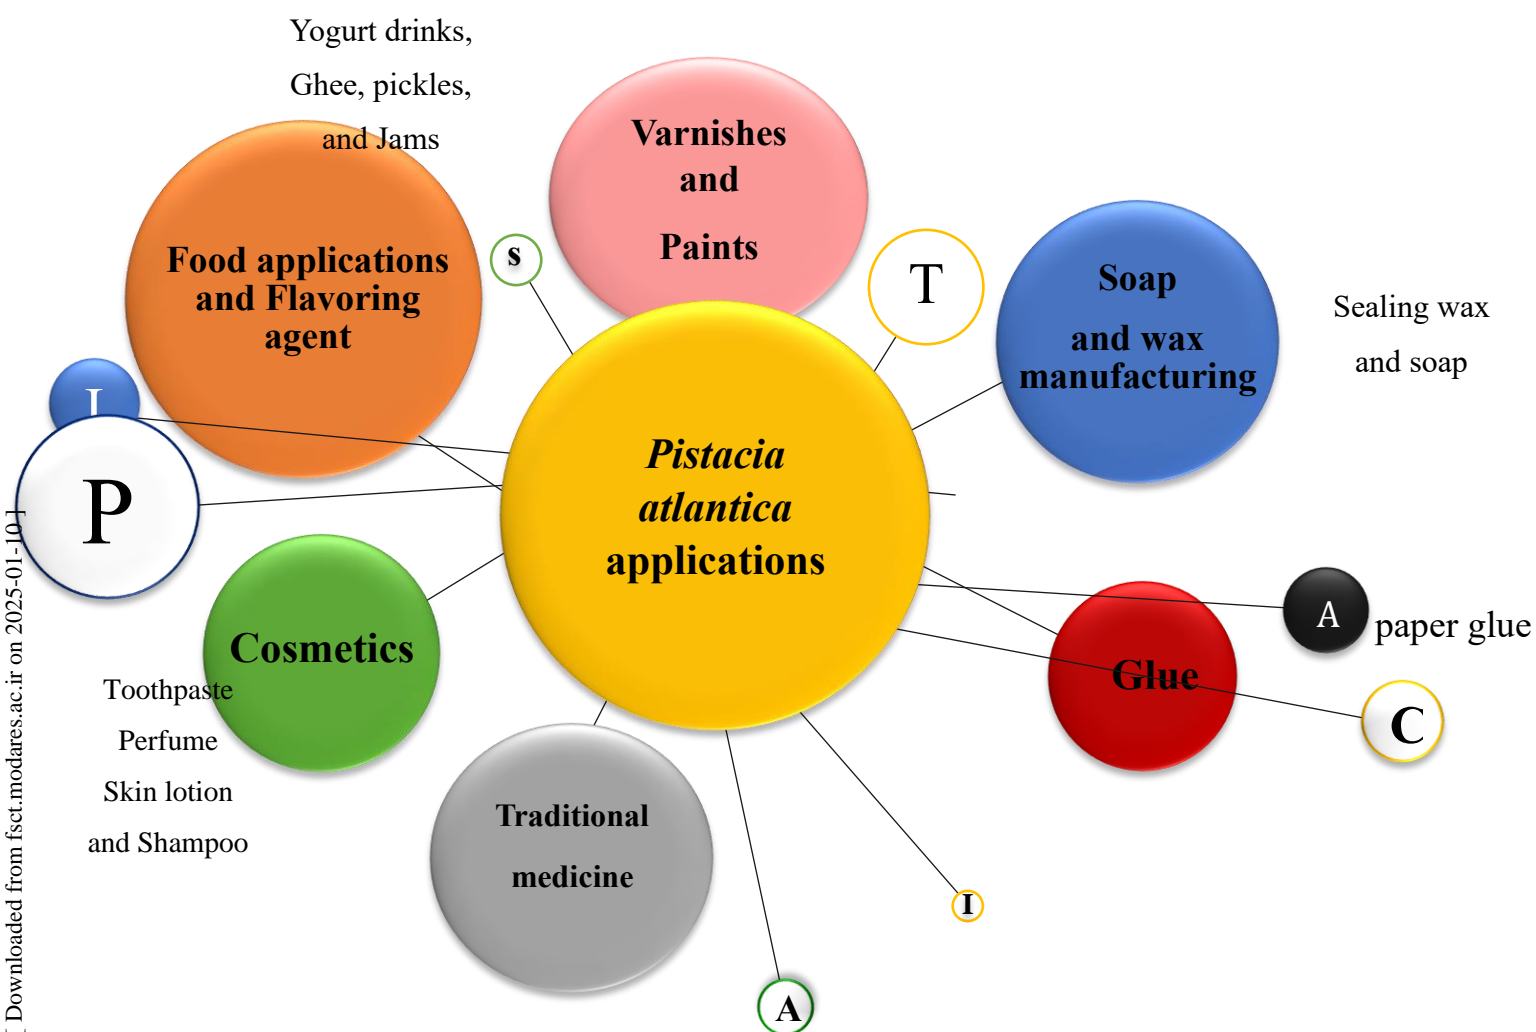 Yogurt drinks,
Ghee, pickles,
and Jams
Varnishes
and
Paints
Food applications
and Flavoring
agent
s
T
Soap
and wax
manufacturing
Sealing wax
and soap
P
Pistacia
atlantica
applications
Cosmetics
Toothpaste
Perfume
Skin lotion
and Shampoo
Glue
A
paper glue
C
Traditional
medicine
I
A
[ Downloaded from fsct.modares.ac.ir on 2025-01-10 ]